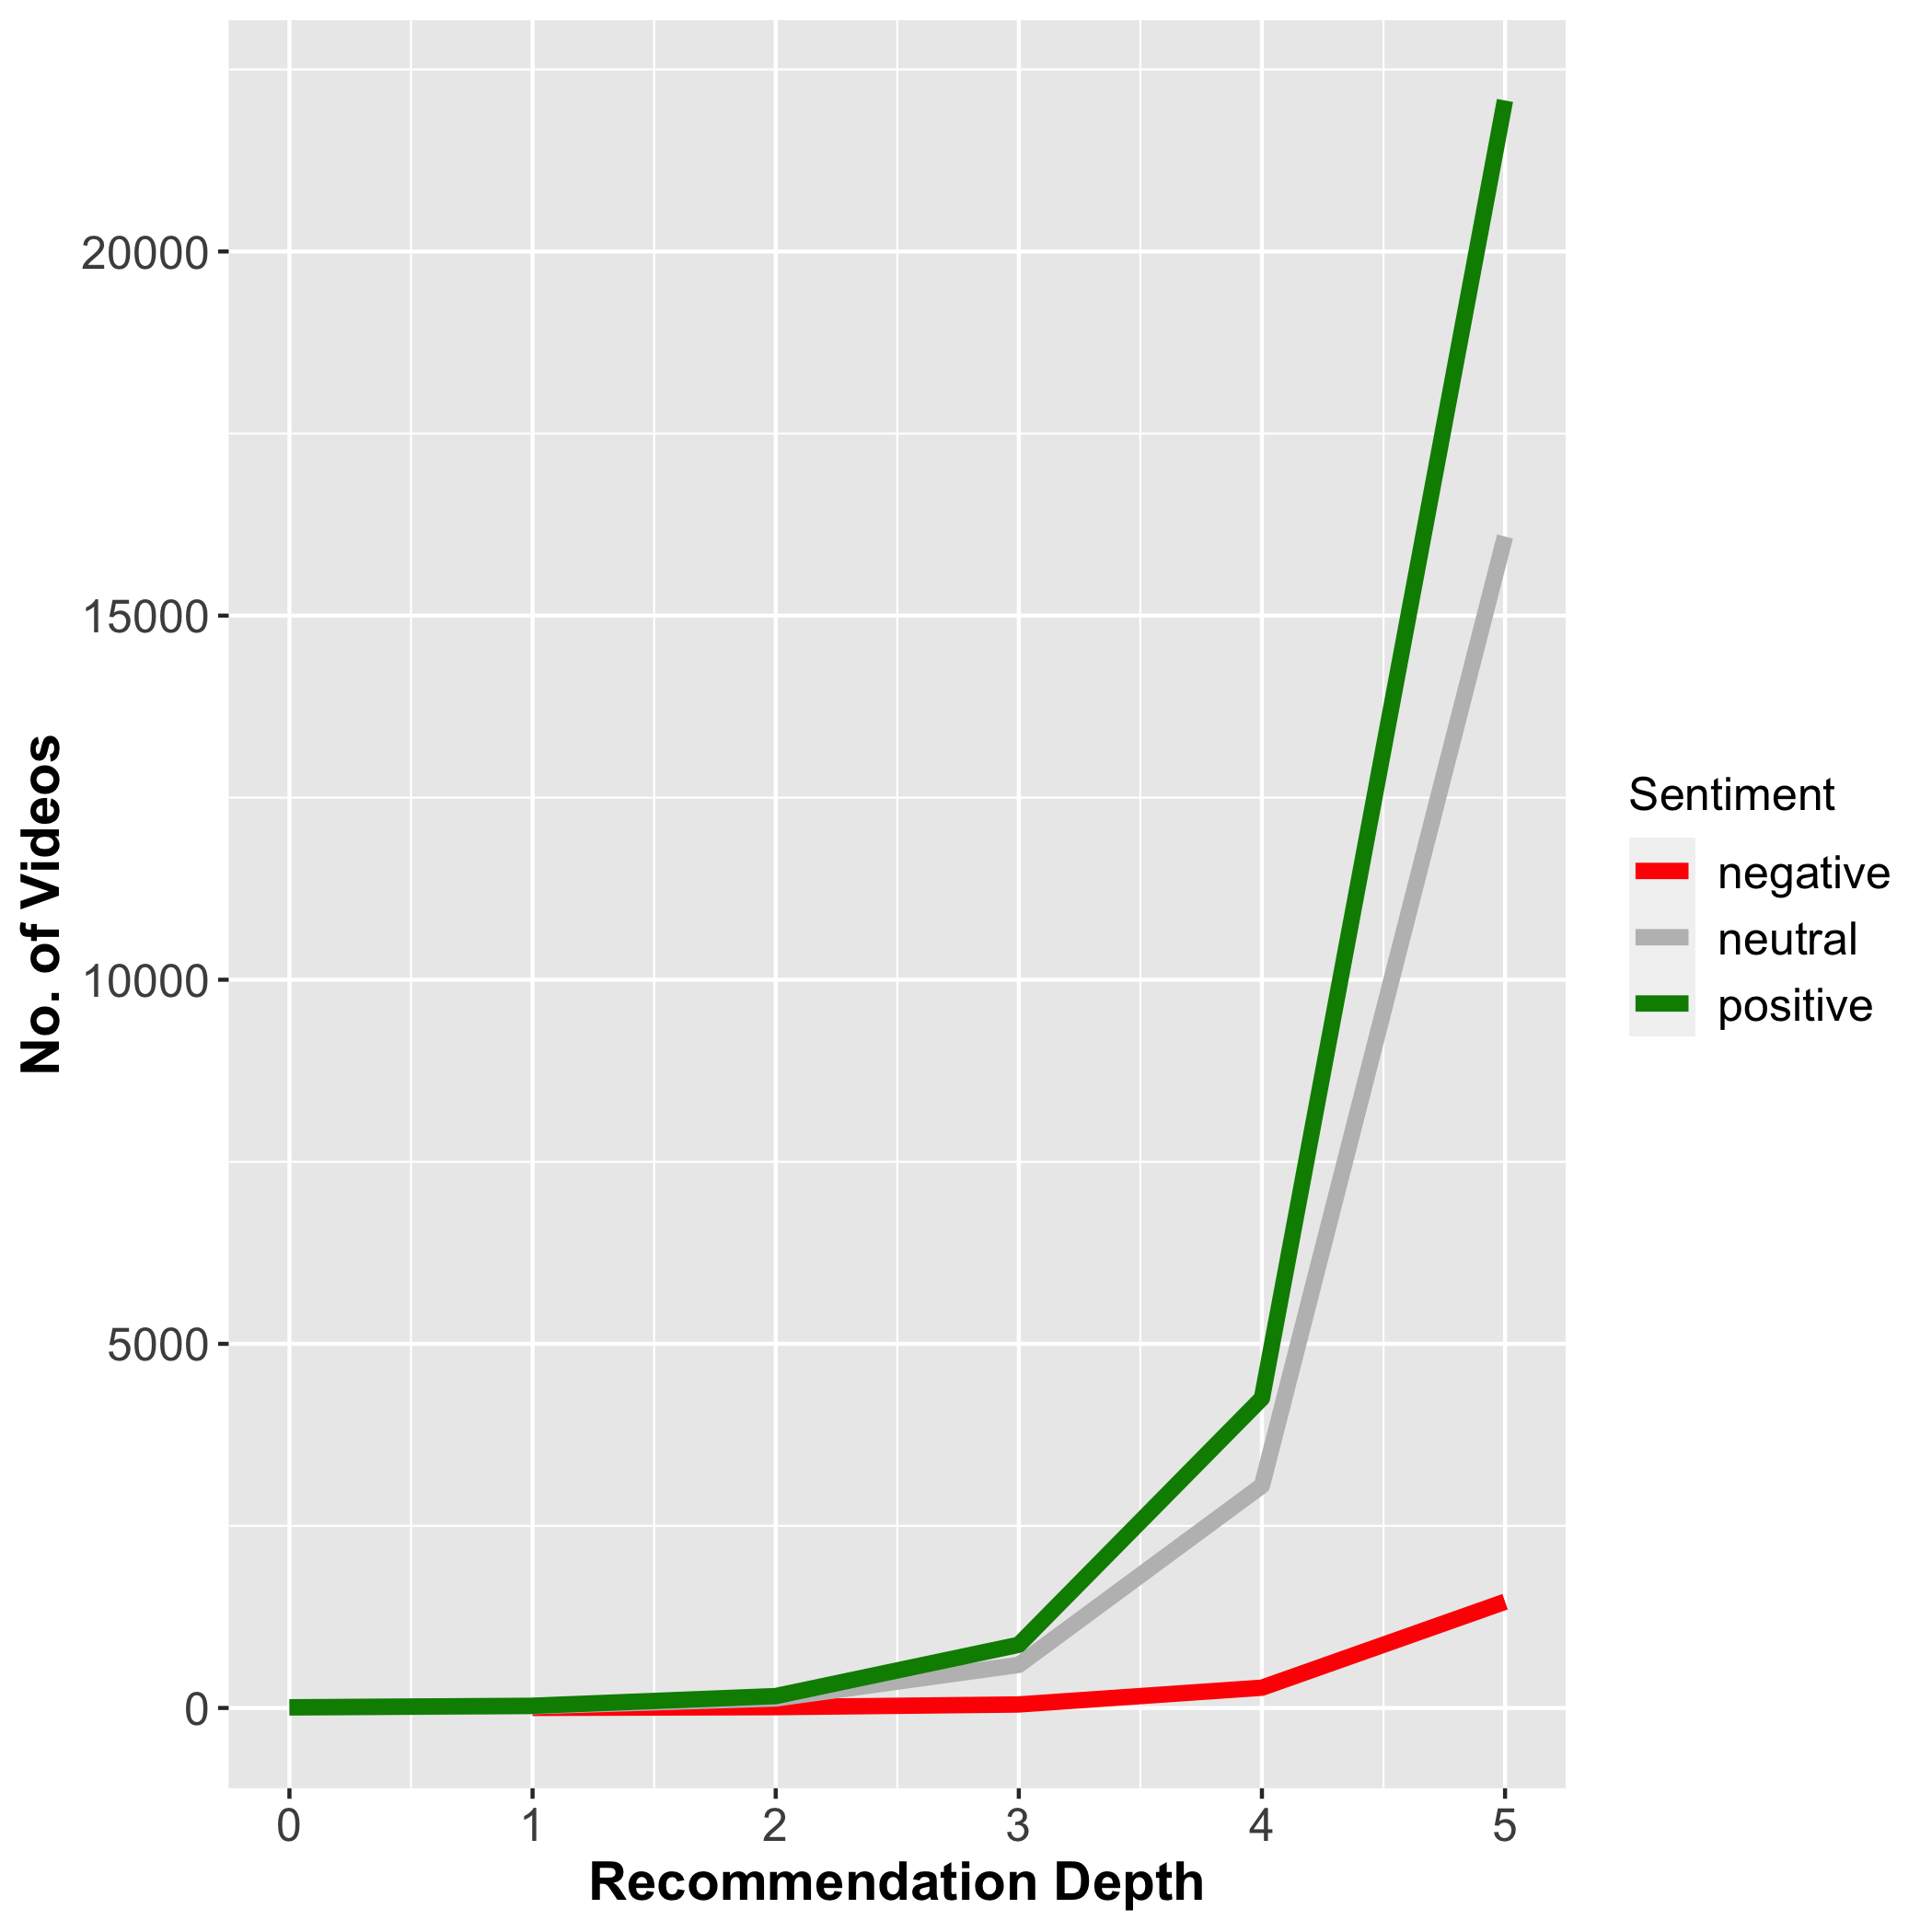 No. of Videos
20000
15000
10000
5000
0
0 1 2 3 4 5
Recommendation Depth
Sentiment
negative
neutral
positive